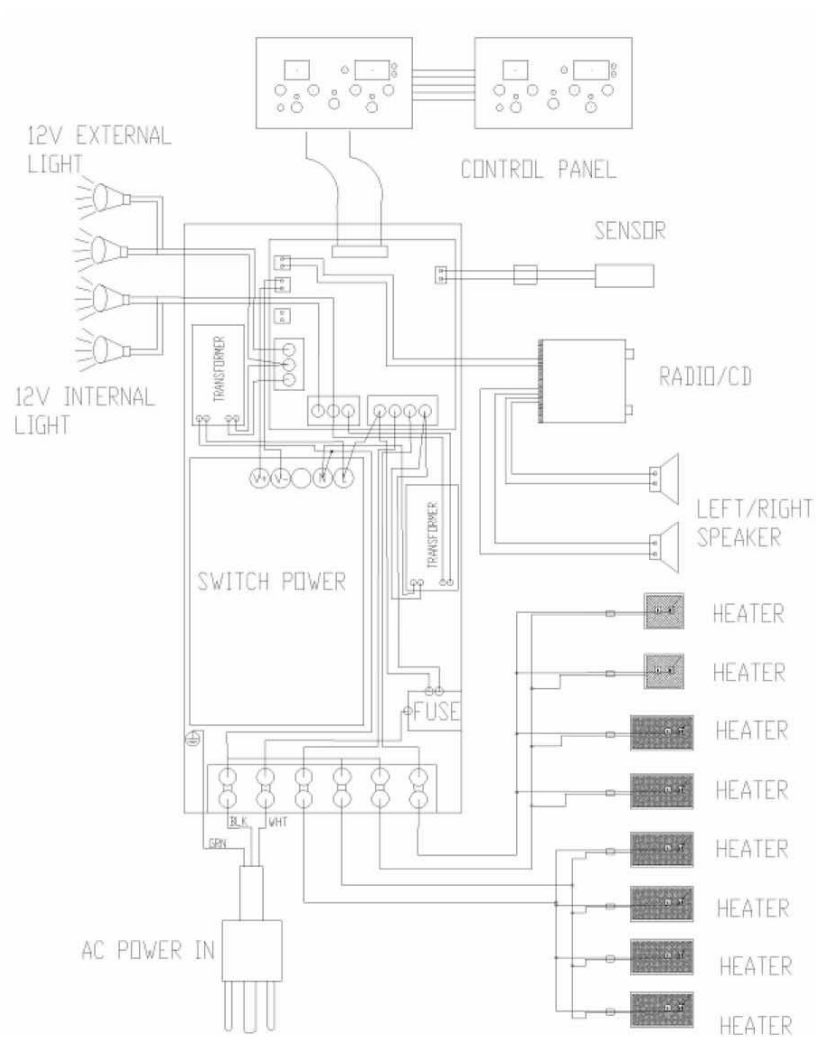 12V EXTERNAL
LIGHT
CONTROL PANEL
SENSOR
TRANSFORMER
RADIO/CD
12V INTERNAL
LIGHT
V+ V- N L
LEFT/RIGHT
SPEAKER
TRANSFORMER
SWITCH POWER
HEATER
HEATER
FUSE
HEATER
HEATER
BLK WHT
GRN
HEATER
HEATER
AC POWER IN
HEATER
HEATER